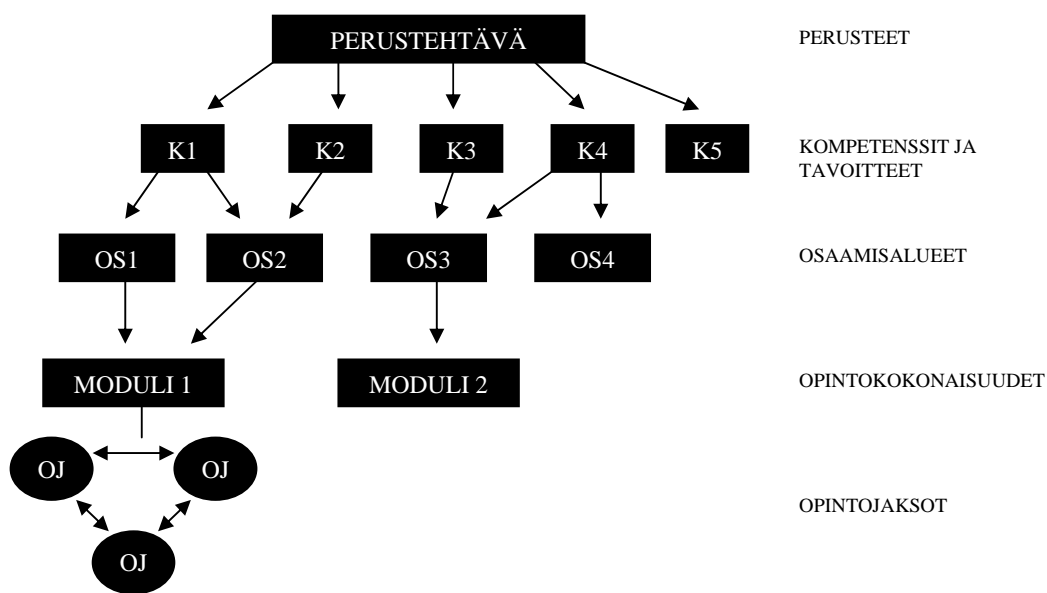 PERUSTEHTÄVÄ
PERUSTEET
K1
K2
K3
K4
K5
KOMPETENSSIT JA
TAVOITTEET
OS1
OS2
OS3
OS4
OSAAMISALUEET
MODULI 1
MODULI 2
OPINTOKOKONAISUUDET
OJ
OJ
OJ
OPINTOJAKSOT